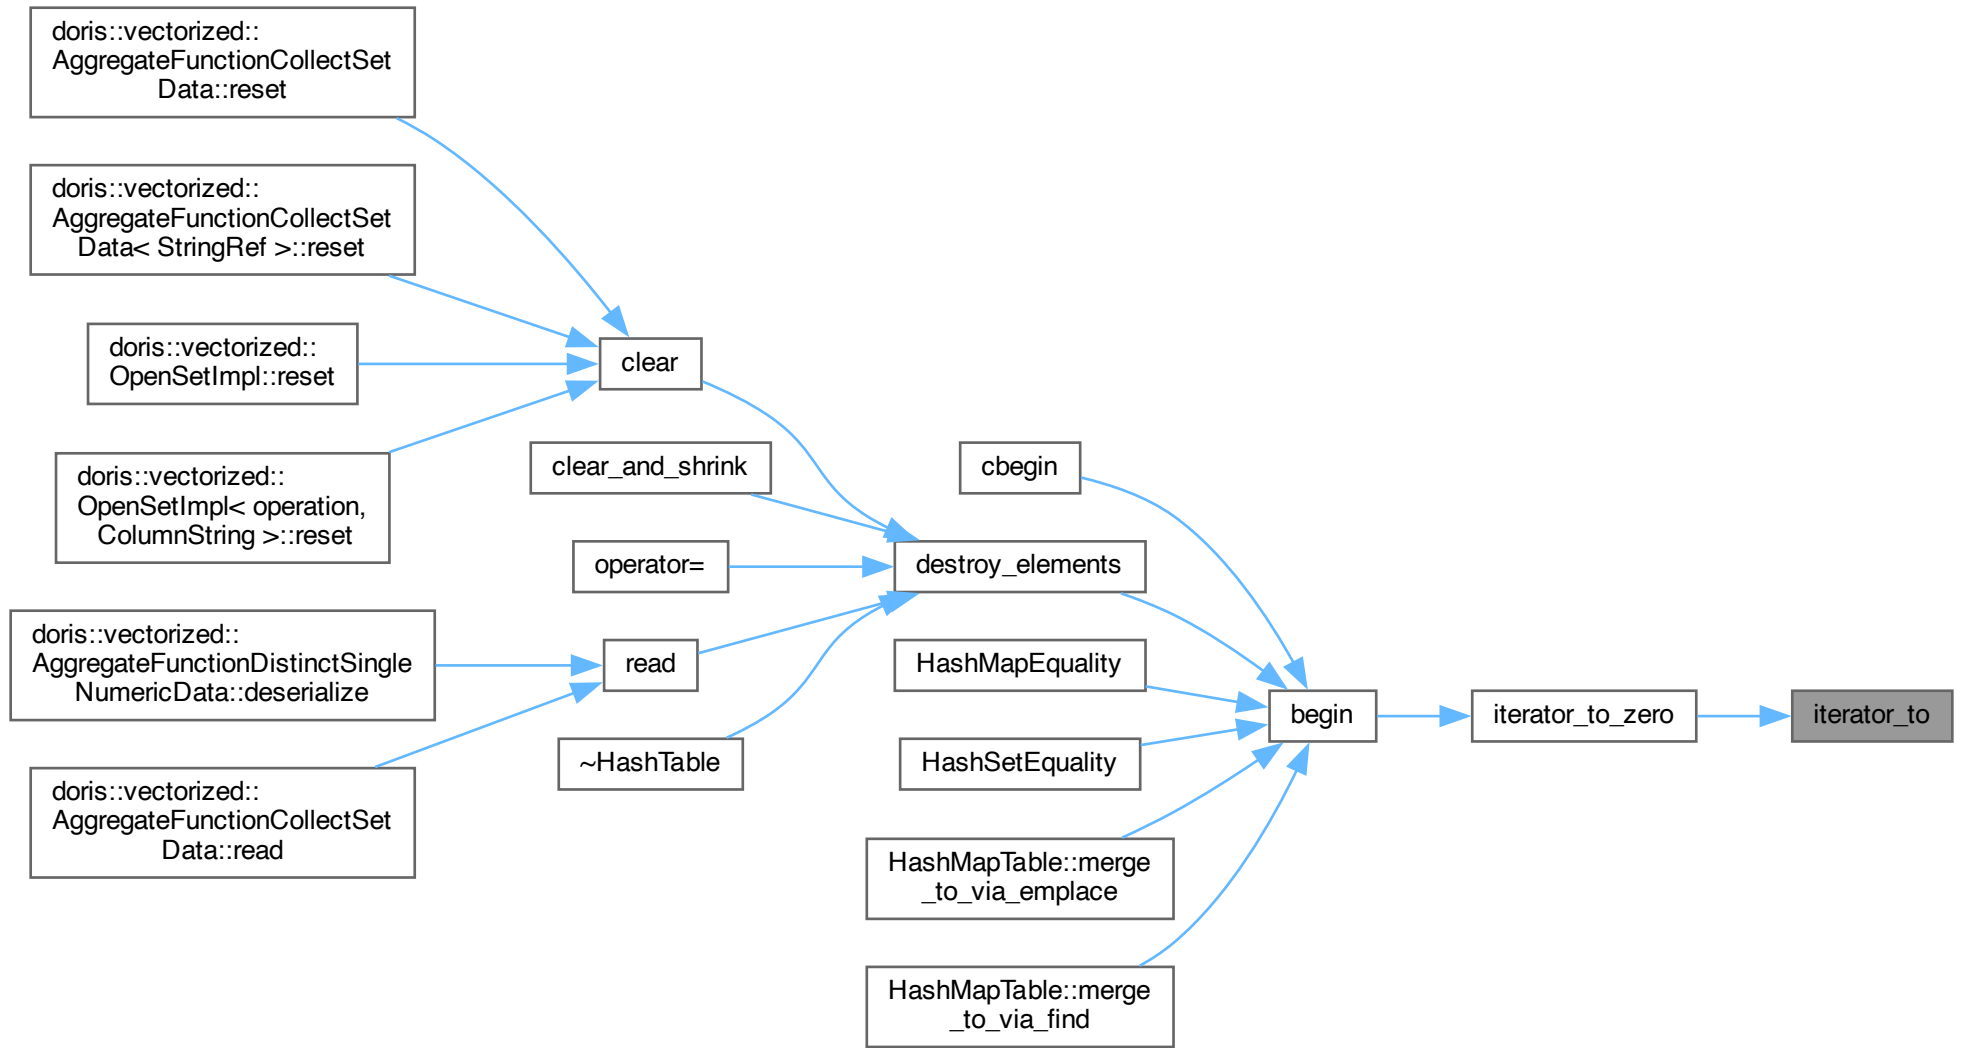 doris::vectorized::
AggregateFunctionCollectSet
Data::reset
doris::vectorized::
AggregateFunctionCollectSet
Data< StringRef >::reset
doris::vectorized::
OpenSetImpl::reset
doris::vectorized::
OpenSetImpl< operation,
ColumnString >::reset
doris::vectorized::
AggregateFunctionDistinctSingle
NumericData::deserialize
doris::vectorized::
AggregateFunctionCollectSet
Data::read
clear
clear_and_shrink
operator=
read
~HashTable
destroy_elements
cbegin
HashMapEquality
HashSetEquality
HashMapTable::merge
_to_via_emplace
HashMapTable::merge
_to_via_find
begin
iterator_to_zero
iterator_to